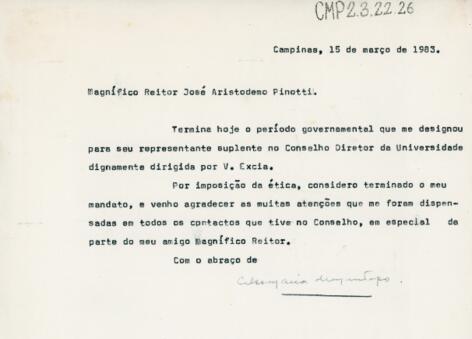 CMP2.3.22.26
Campinas, 15 de março de 1983.
Magnífico Reitor José Aristodemo Pinotti.
Termina hoje o período governamental que me designou
para seu representante suplente no Conselho Diretor da Universidade
dignamente dirigida por V. Excia.
Por imposição da ética, considero terminado o meu
mandato, e venho agradecer as muitas atenções que me foram dispen-
sadas em todos os contactos que tive no Conselho, em especial da
parte do meu amigo Magnífico Reitor.
Com o abraço de